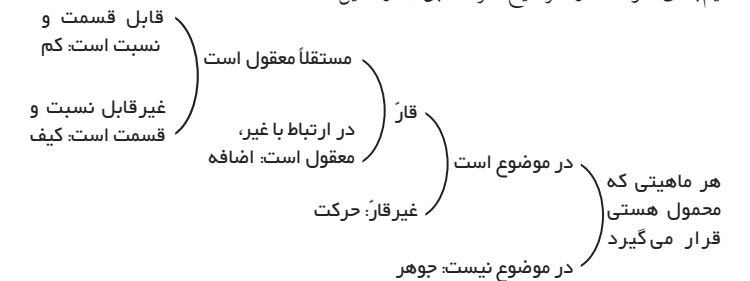 هر ماهیتی که
محمول هستی
قرار می‌گیرد
در موضوع است
قارّ
مستقلاً معقول است
قابل قسمت و
نسبت است: کم
غیرقابل نسبت و
قسمت است: کیف
در ارتباط با غیر،
معقول است: اضافه
غیرقارّ: حرکت
در موضوع نیست: جوهر